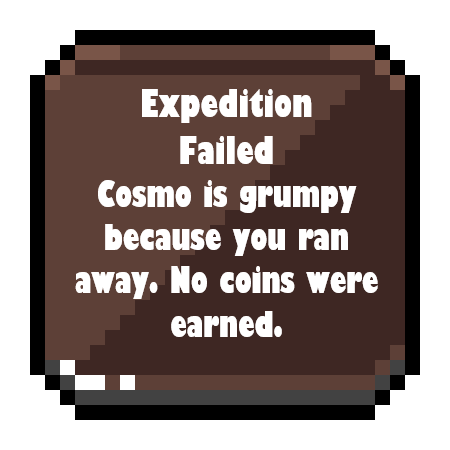 Expedition
Failed
Cosmo is grumpy
because you ran
away. No coins were
earned.